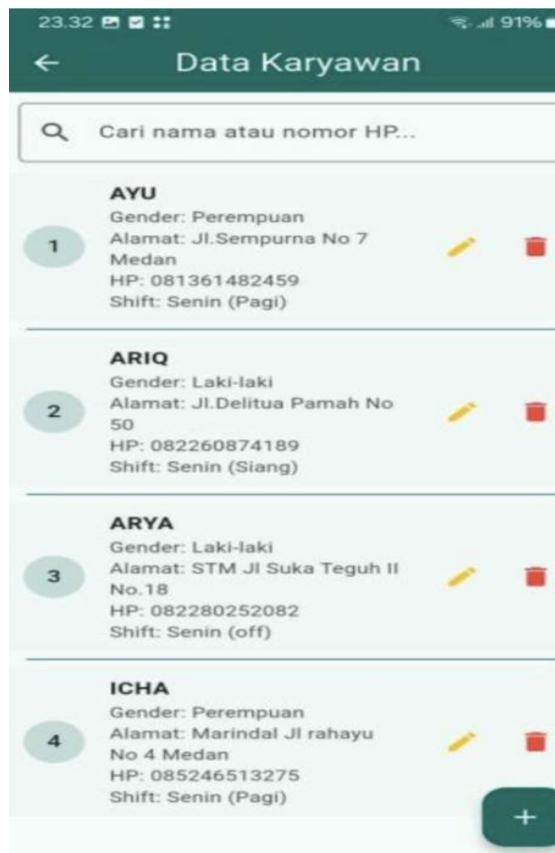 23.32
91%
Data Karyawan
Cari nama atau nomor HP...
AYU
Gender: Perempuan
1
Alamat: Jl.Sempurna No 7
Medan
HP: 081361482459
Shift: Senin (Pagi)
ARIQ
Gender: Laki-laki
2
Alamat: Jl.Delitua Pamah No
50
HP: 082260874189
Shift: Senin (Siang)
ARYA
Gender: Laki-laki
3
Alamat: STM Jl Suka Teguh II
No.18
HP: 082280252082
Shift: Senin (off)
ICHA
Gender: Perempuan
4
Alamat: Marindal Jl rahayu
No 4 Medan
HP: 085246513275
Shift: Senin (Pagi)
+